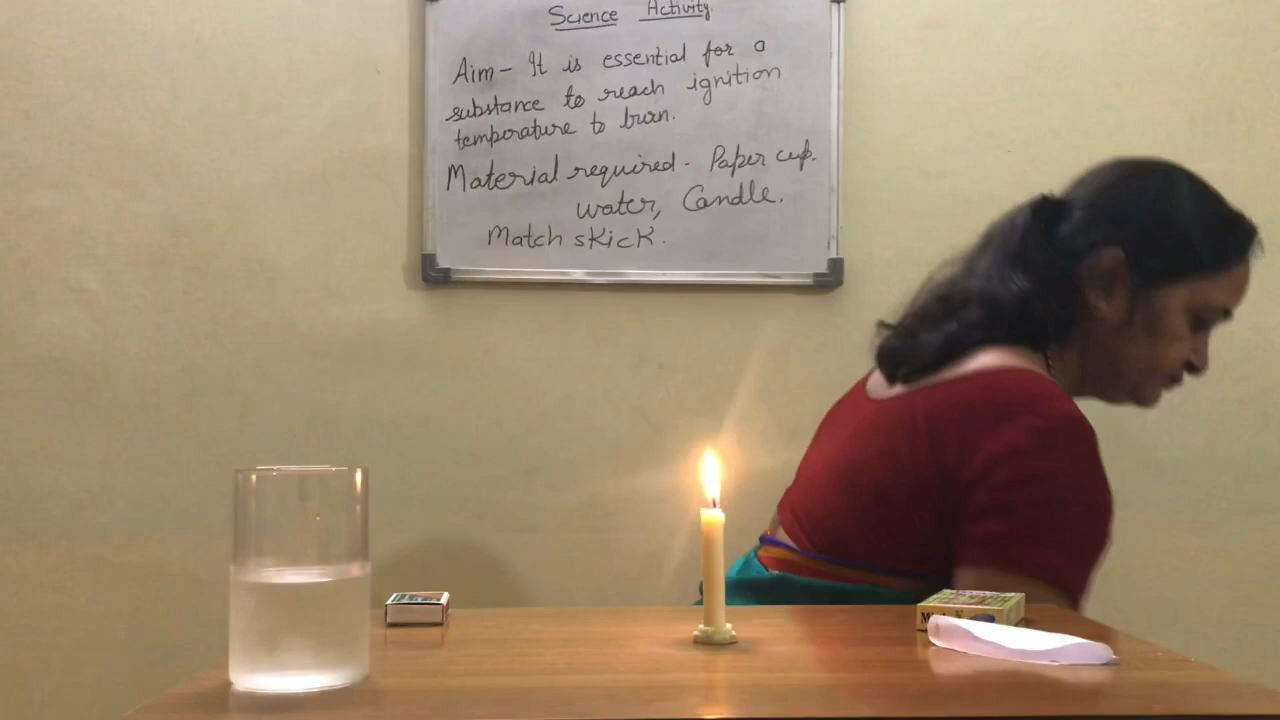 Science Activity.
Aim - It is essential for a
substance to reach ignition
temperature to burn.
Material required - Paper cup.
water, Candle.
Match sKicK.